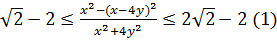 √2 − 2 ≤ (x²−(x−4y)²)/(x²+4y²) ≤ 2√2 − 2 (1)